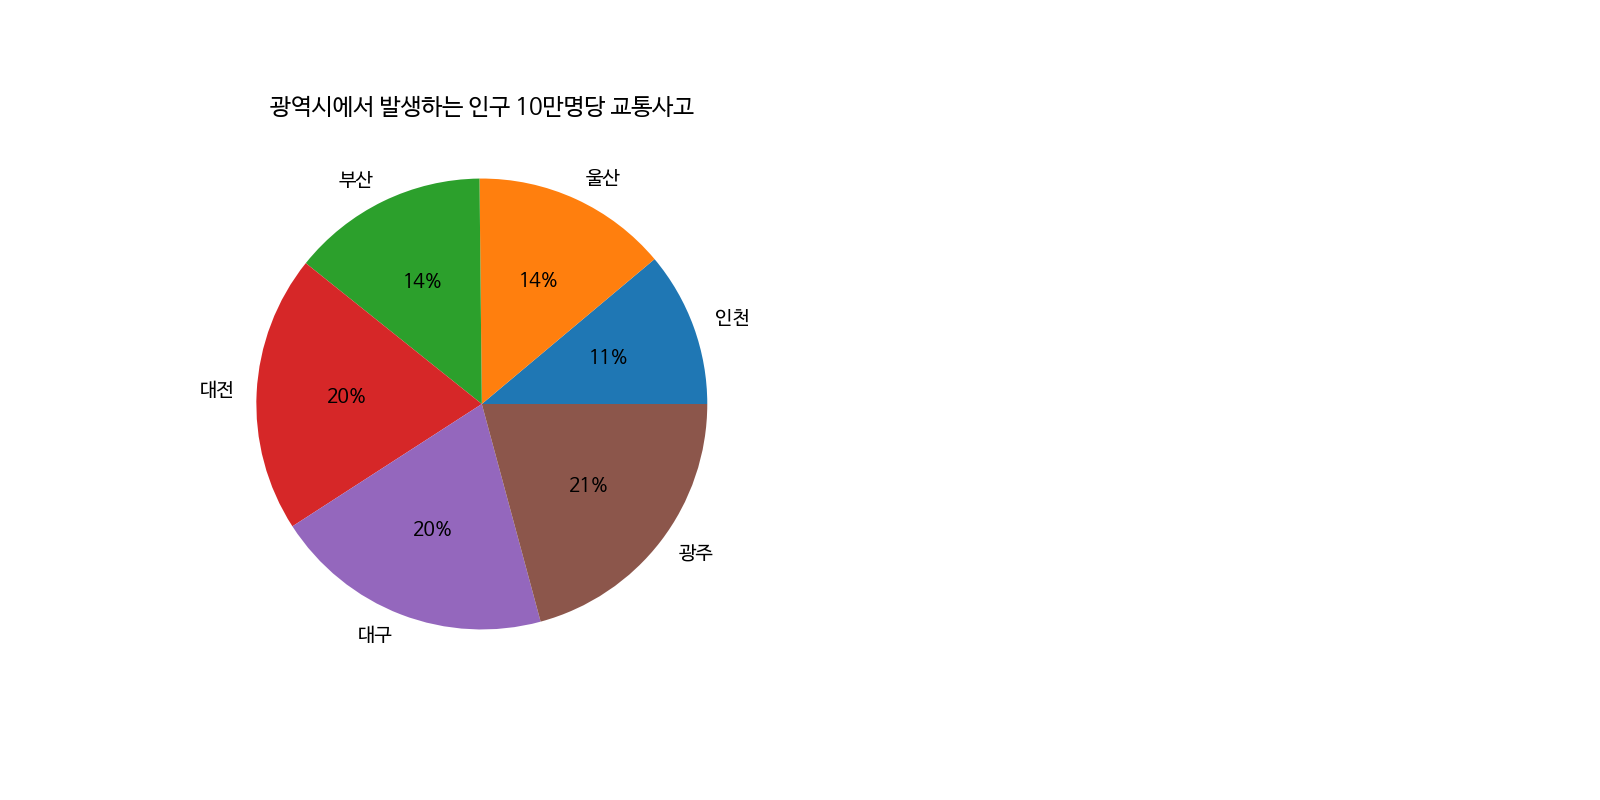 광역시에서 발생하는 인구 10만명당 교통사고
부산
울산
14%
14%
인천
11%
대전
20%
20%
21%
광주
대구